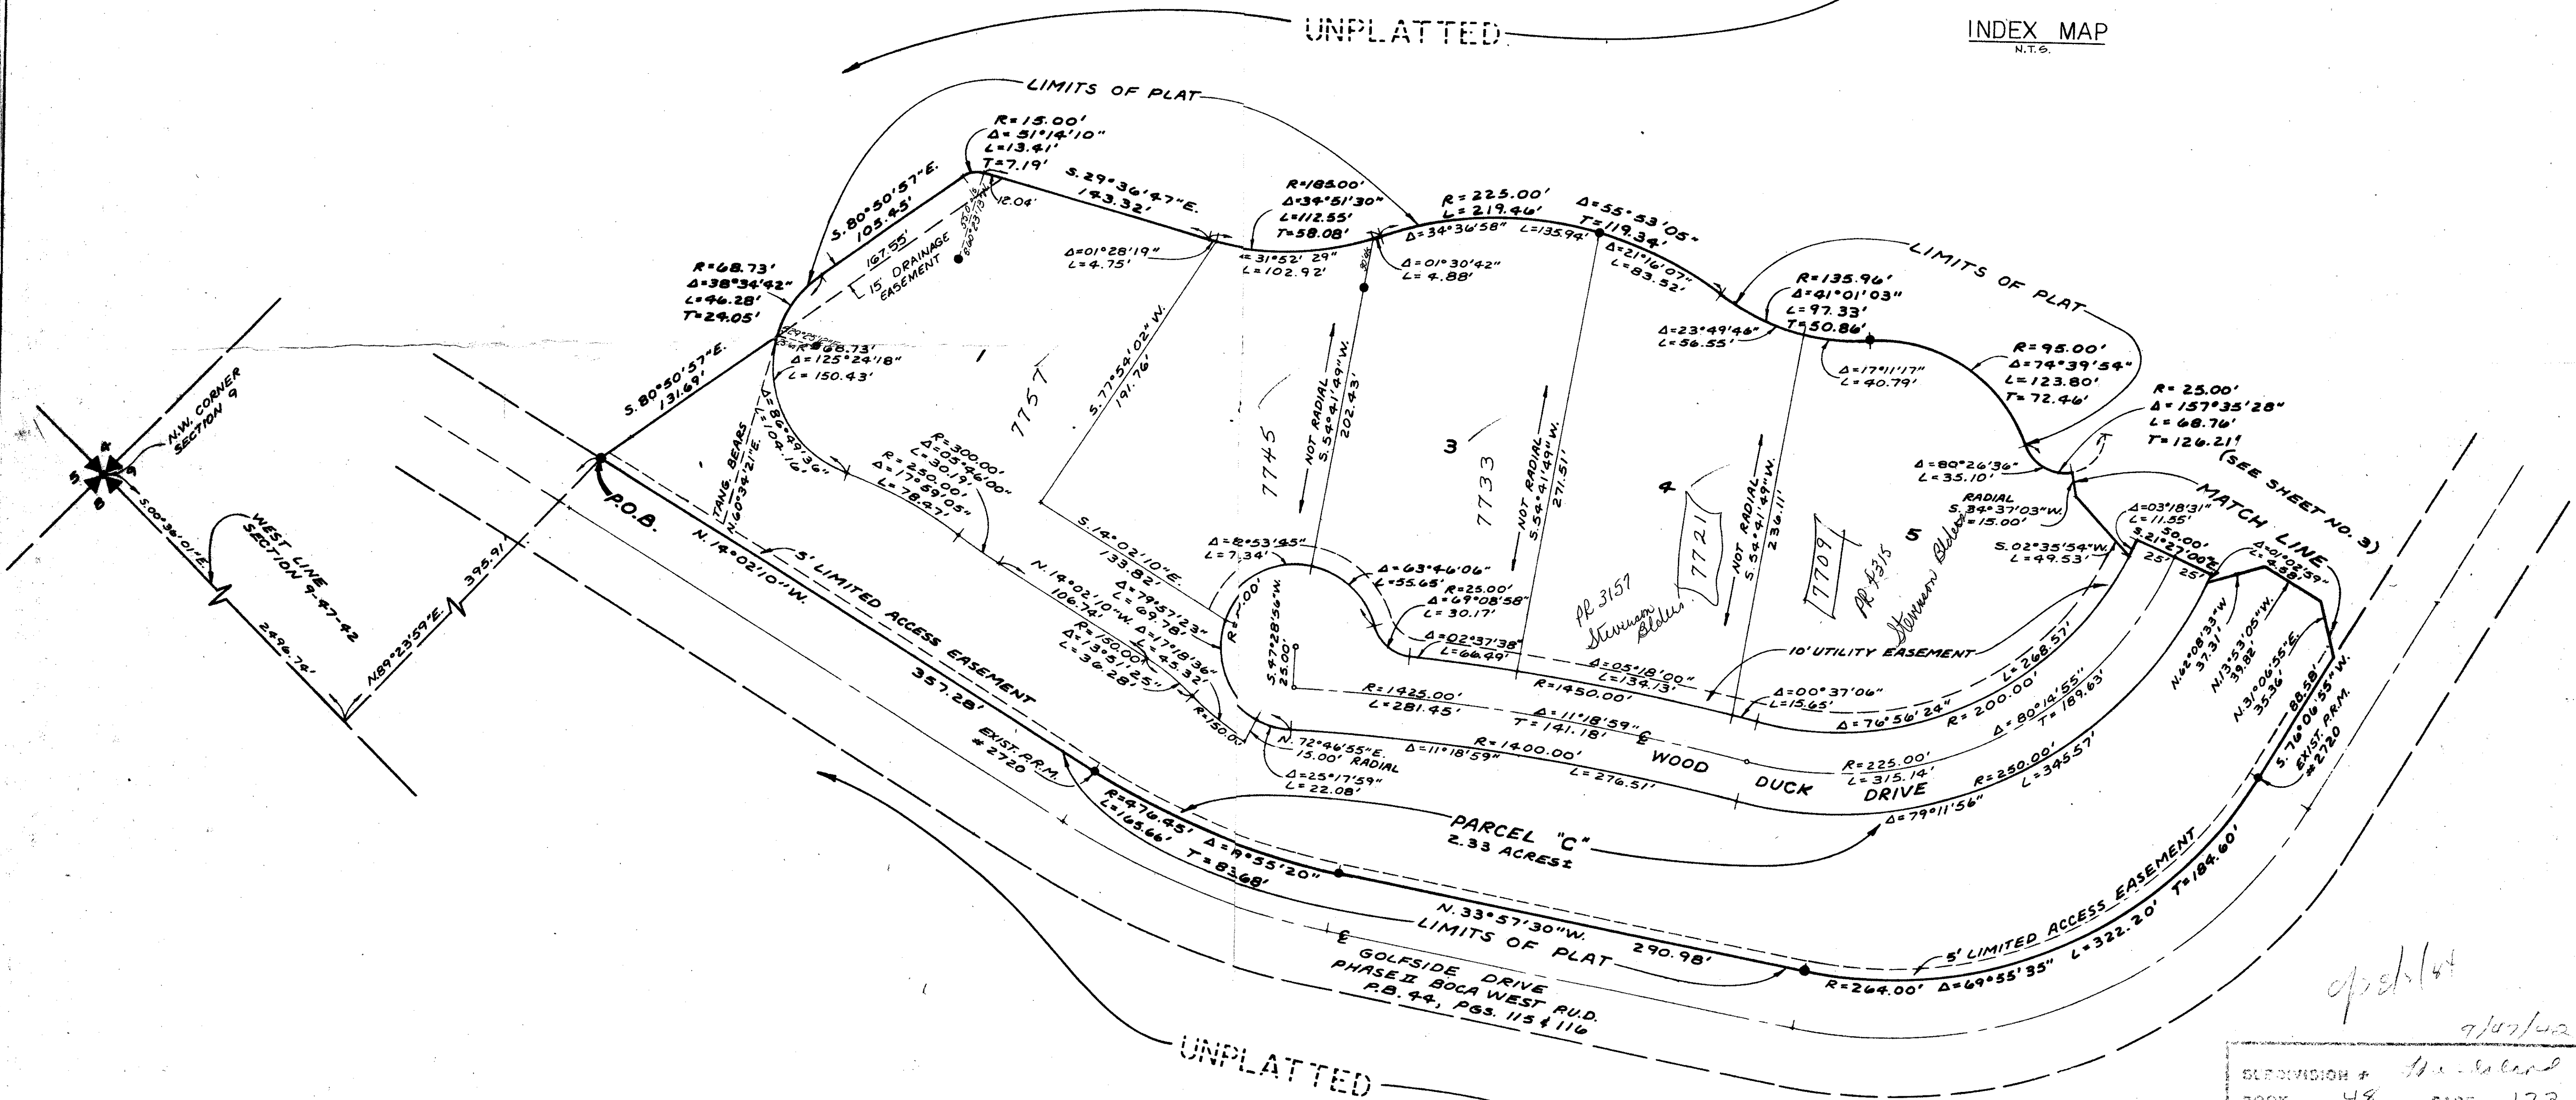 UNPLATTED
INDEX MAP
N.T.S.
LIMITS OF PLAT
R=15.00'
Δ=51°14'10"
L=13.41'
T=7.19'
S.80°50'57"E.
105.45'
167.55'
15' DRAINAGE
EASEMENT
12.04'
S.29°36'47"E.
143.32'
R=185.00'
Δ=34°51'30"
L=112.55'
T=58.08'
R=225.00'
L=219.46'
Δ=55°53'05"
T=119.34'
Δ=34°36'58"
L=135.94'
Δ=21°16'07"
L=83.52'
Δ=01°28'19"
L=4.75'
31°52'29"
L=102.92'
Δ=01°30'42"
L=4.88'
LIMITS OF PLAT
R=135.96'
Δ=41°01'03"
L=97.33'
T=50.86'
Δ=23°49'46"
L=56.55'
Δ=17°11'17"
L=40.79'
R=95.00'
Δ=74°39'54"
L=123.80'
T=72.46'
R=25.00'
Δ=157°35'28"
L=68.76'
T=126.21'
(SEE SHEET NO. 3)
MATCH LINE
Δ=80°26'36"
L=35.10'
RADIAL
S.34°37'03"W.
15.00'
Δ=03°18'31"
L=11.55'
50.00'
S.21°27'00"E.
25'
25'
Δ=01°02'59"
L=4.58'
S.02°35'54"W.
L=49.53'
R=68.73'
Δ=38°34'42"
L=46.28'
T=24.05'
R=68.73'
Δ=125°24'18"
L=150.43'
S.80°50'57"E.
131.69'
N.W. CORNER
SECTION 9
4
9
8
5
S.00°36'01"E.
WEST LINE
SECTION 9-47-42
2496.74'
N.89°23'59"E.
395.91'
P.O.B.
TANG. BEARS
N.60°34'21"E.
Δ=86°49'36"
L=104.16'
R=300.00'
Δ=05°46'00"
L=30.19'
R=250.00'
Δ=17°59'05"
L=78.47'
1
7757
S.77°54'02"W.
191.76'
7745
NOT RADIAL
S.54°41'49"W.
202.43'
3
7733
NOT RADIAL
S.54°41'49"W.
271.51'
4
7721
NOT RADIAL
S.54°41'49"W.
236.11'
7709
5
PR 3157
Stevenson
Blders
Stevenson Blders
S.14°02'10"E.
133.82'
Δ=8°53'45"
L=7.34'
Δ=63°46'06"
L=55.65'
R=25.00'
Δ=69°08'58"
L=30.17'
Δ=02°37'38"
L=66.49'
N.14°02'10"W.
106.74'
Δ=79°57'23"
L=69.78'
Δ=17°18'36"
L=45.32'
R=150.00'
Δ=13°51'25"
L=36.28'
R=150.00'
S.47°28'56"W.
25.00'
N.72°46'55"E.
15.00' RADIAL
Δ=25°17'59"
L=22.08'
R=1425.00'
L=281.45'
Δ=11°18'59"
T=141.18'
Δ=11°18'59"
R=1400.00'
L=276.51'
Δ=05°18'00"
L=134.13'
R=1450.00'
10' UTILITY EASEMENT
Δ=00°37'06"
L=15.65'
Δ=76°56'24"
L=268.57'
R=200.00'
Δ=80°14'55"
T=189.63'
WOOD DUCK DRIVE
R=225.00'
L=315.14'
R=250.00'
L=345.57'
Δ=79°11'56"
N.62°08'33"W
37.31'
N.13°53'05"W.
39.82'
N.31°06'55"E.
35.36'
88.58'
S.76°06'55"W.
EXIST. P.R.M.
#2720
N.14°02'10"W.
5' LIMITED ACCESS EASEMENT
357.28'
EXIST. P.R.M.
#2720
R=476.45'
L=165.66'
Δ=19°55'20"
T=83.68'
PARCEL "C"
2.33 ACRES±
N.33°57'30"W.
290.98'
LIMITS OF PLAT
GOLFSIDE DRIVE
PHASE II BOCA WEST P.U.D.
P.B. 44, PGS. 115 & 116
5' LIMITED ACCESS EASEMENT
R=264.00'
Δ=69°55'35"
L=322.20'
T=184.60'
UNPLATTED
9/47/42
SUBDIVISION #
48